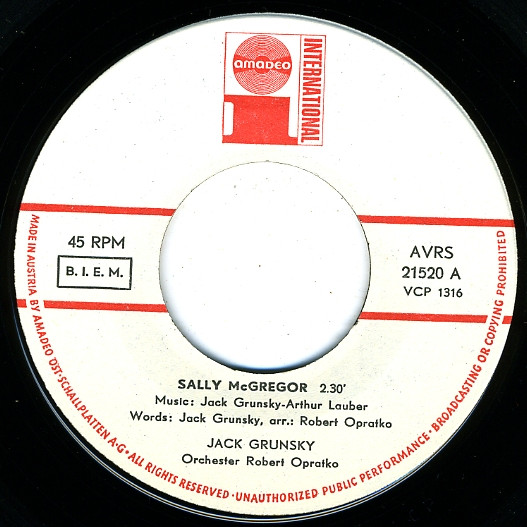 AMADEO
INTERNATIONAL
45 RPM
B. I. E. M.
AVRS
21520 A
VCP 1316
SALLY McGREGOR 2.30'
Music: Jack Grunsky-Arthur Lauber
Words: Jack Grunsky, arr.: Robert Opratko
JACK GRUNSKY
Orchester Robert Opratko
MADE IN AUSTRIA BY AMADEO ÖST·SCHALLPLATTEN A·G·ALL RIGHTS RESERVED·UNAUTHORIZED PUBLIC PERFORMANCE·BROADCASTING OR COPYING PROHIBITED